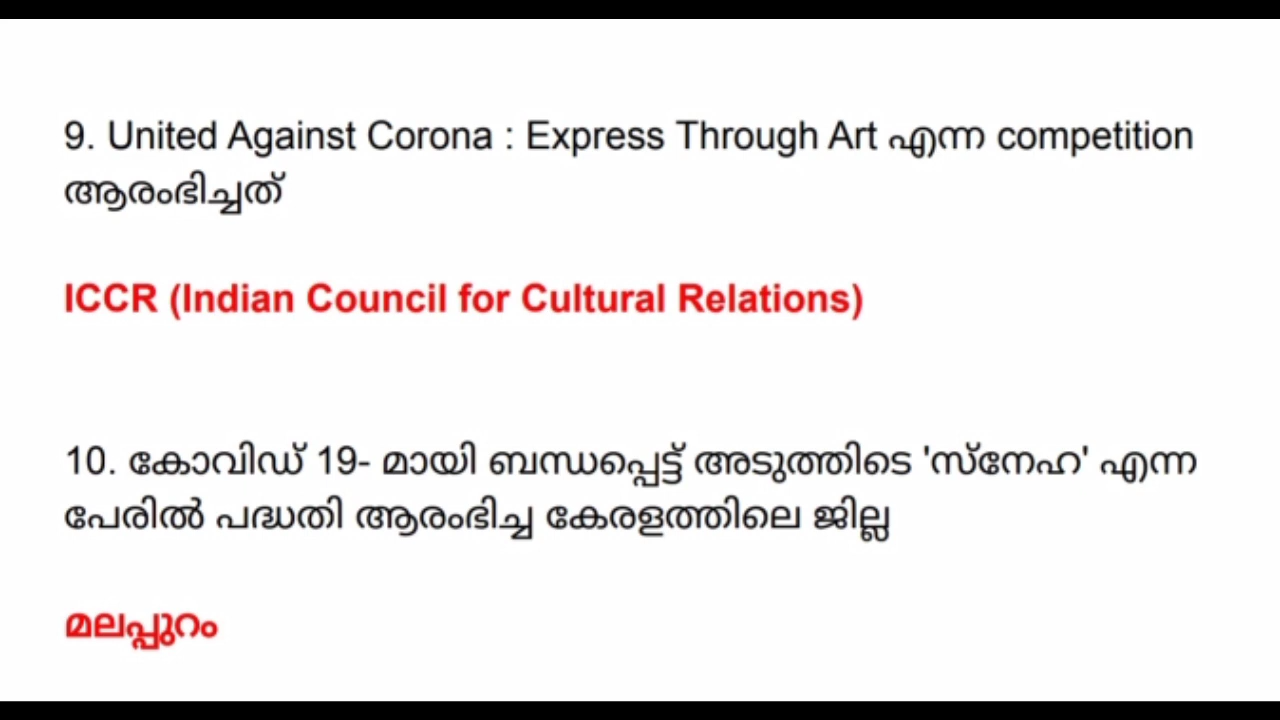 9. United Against Corona : Express Through Art എന്ന competition
ആരംഭിച്ചത്
ICCR (Indian Council for Cultural Relations)
10. കോവിഡ് 19- മായി ബന്ധപ്പെട്ട് അടുത്തിടെ 'സ്നേഹ' എന്ന
പേരിൽ പദ്ധതി ആരംഭിച്ച കേരളത്തിലെ ജില്ല
മലപ്പുറം